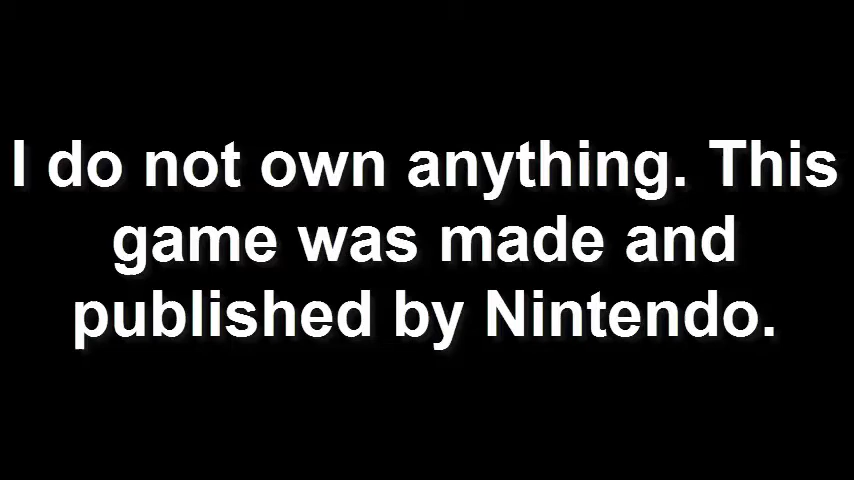 I do not own anything. This
game was made and
published by Nintendo.